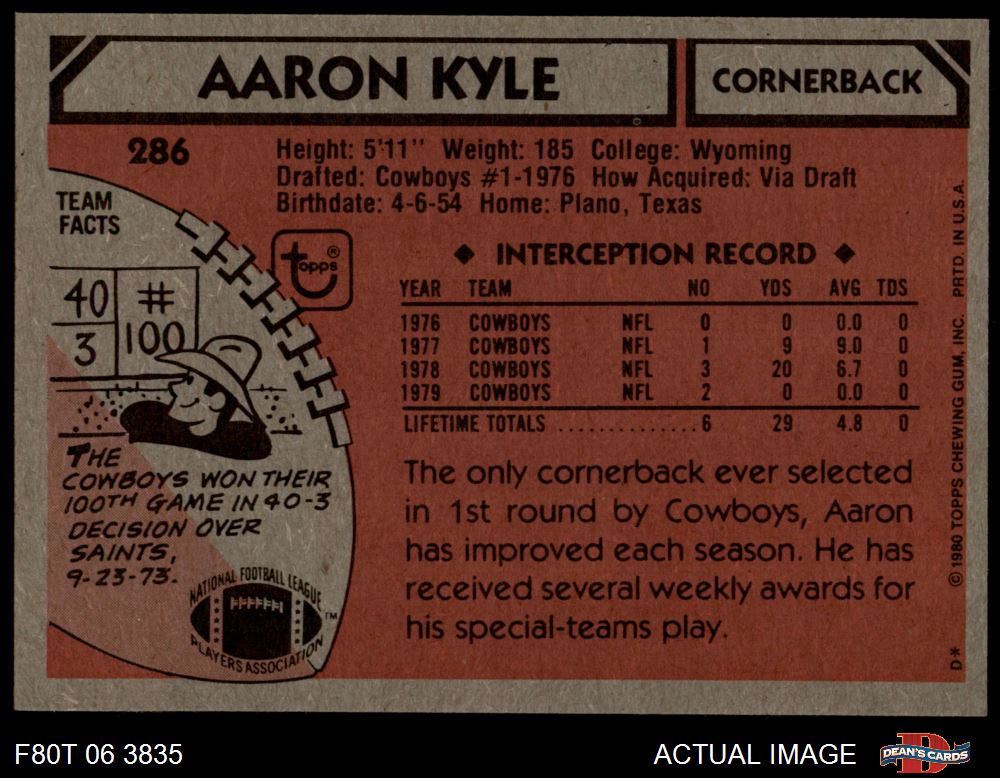 AARON KYLE
CORNERBACK
286
Height: 5'11" Weight: 185 College: Wyoming
Drafted: Cowboys #1-1976 How Acquired: Via Draft
Birthdate: 4-6-54 Home: Plano, Texas
TEAM
FACTS
topps®
40 #
3 100
THE
COWBOYS WON THEIR
100TH GAME IN 40-3
DECISION OVER
SAINTS,
9-23-73.
NATIONAL FOOTBALL LEAGUE
PLAYERS ASSOCIATION
TM
◆ INTERCEPTION RECORD ◆
YEAR TEAM NO YDS AVG TDS
1976 COWBOYS NFL 0 0 0.0 0
1977 COWBOYS NFL 1 9 9.0 0
1978 COWBOYS NFL 3 20 6.7 0
1979 COWBOYS NFL 2 0 0.0 0
LIFETIME TOTALS ..............6 29 4.8 0
The only cornerback ever selected
in 1st round by Cowboys, Aaron
has improved each season. He has
received several weekly awards for
his special-teams play.
D* © 1980 TOPPS CHEWING GUM, INC. PRTD. IN U.S.A.
F80T 06 3835
ACTUAL IMAGE
DEAN'S CARDS